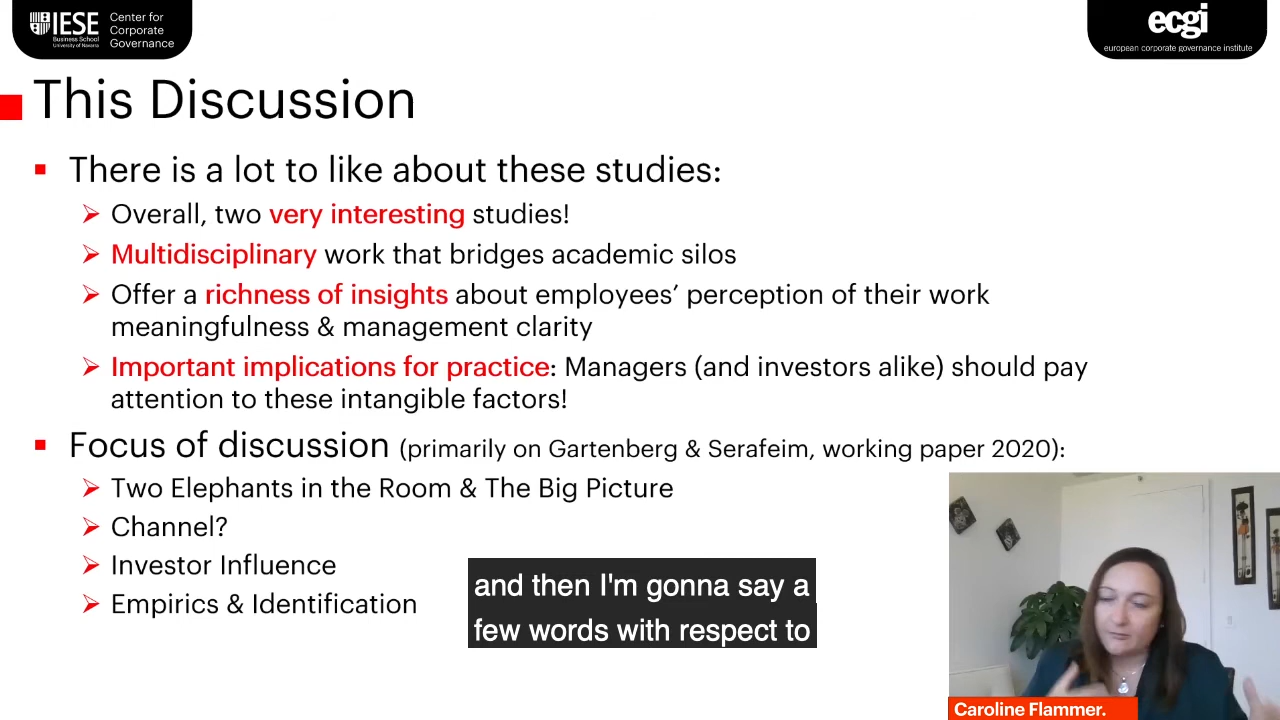 IESE
Business School
University of Navarra
Center for
Corporate
Governance
ecgi
european corporate governance institute
This Discussion
There is a lot to like about these studies:
Overall, two very interesting studies!
Multidisciplinary work that bridges academic silos
Offer a richness of insights about employees’ perception of their work
meaningfulness & management clarity
Important implications for practice: Managers (and investors alike) should pay
attention to these intangible factors!
Focus of discussion (primarily on Gartenberg & Serafeim, working paper 2020):
Two Elephants in the Room & The Big Picture
Channel?
Investor Influence
Empirics & Identification
and then I'm gonna say a
few words with respect to
Caroline Flammer.